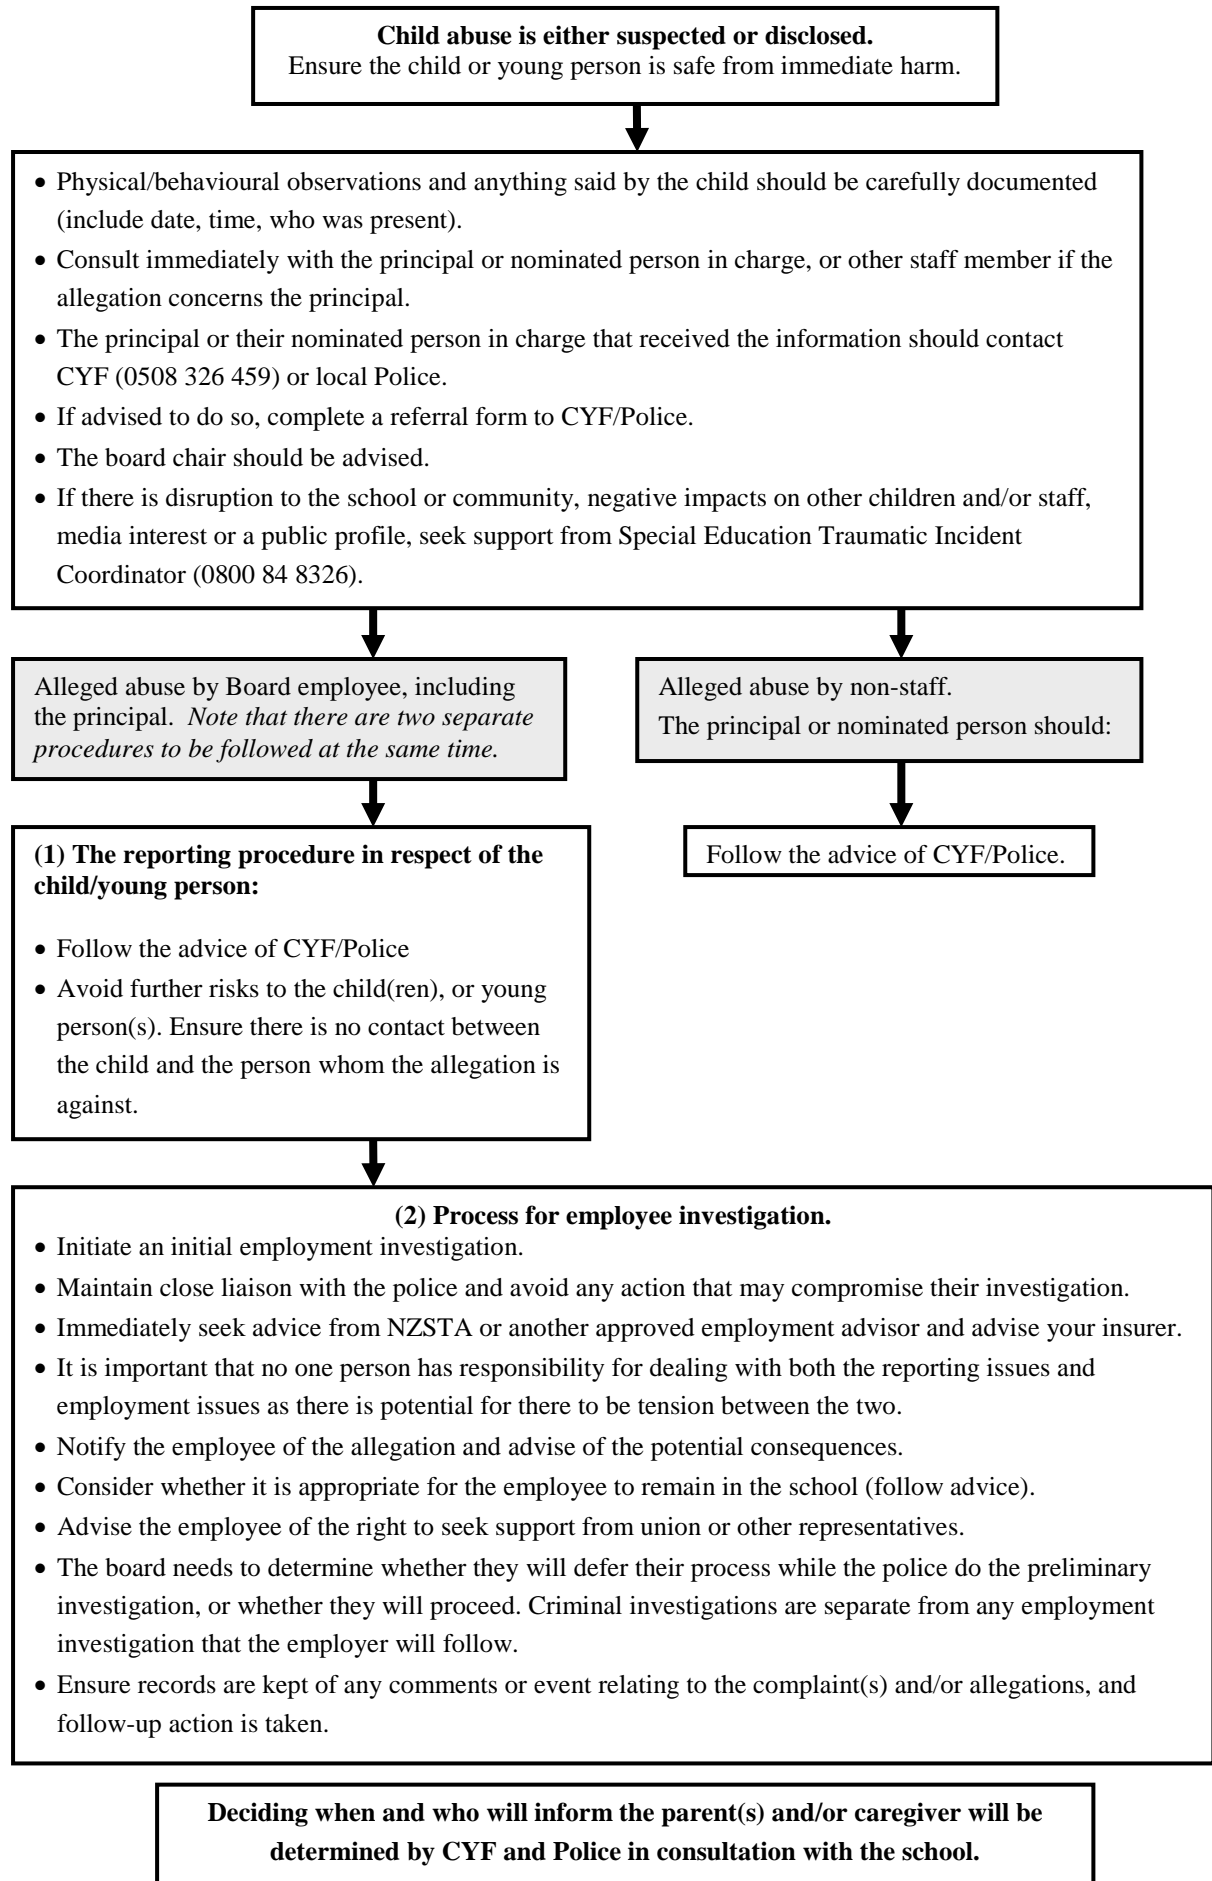 Child abuse is either suspected or disclosed.
Ensure the child or young person is safe from immediate harm.
• Physical/behavioural observations and anything said by the child should be carefully documented
(include date, time, who was present).
• Consult immediately with the principal or nominated person in charge, or other staff member if the
allegation concerns the principal.
• The principal or their nominated person in charge that received the information should contact
CYF (0508 326 459) or local Police.
• If advised to do so, complete a referral form to CYF/Police.
• The board chair should be advised.
• If there is disruption to the school or community, negative impacts on other children and/or staff,
media interest or a public profile, seek support from Special Education Traumatic Incident
Coordinator (0800 84 8326).
Alleged abuse by Board employee, including
the principal. Note that there are two separate
procedures to be followed at the same time.
Alleged abuse by non-staff.
The principal or nominated person should:
(1) The reporting procedure in respect of the
child/young person:
• Follow the advice of CYF/Police
• Avoid further risks to the child(ren), or young
person(s). Ensure there is no contact between
the child and the person whom the allegation is
against.
Follow the advice of CYF/Police.
(2) Process for employee investigation.
• Initiate an initial employment investigation.
• Maintain close liaison with the police and avoid any action that may compromise their investigation.
• Immediately seek advice from NZSTA or another approved employment advisor and advise your insurer.
• It is important that no one person has responsibility for dealing with both the reporting issues and
employment issues as there is potential for there to be tension between the two.
• Notify the employee of the allegation and advise of the potential consequences.
• Consider whether it is appropriate for the employee to remain in the school (follow advice).
• Advise the employee of the right to seek support from union or other representatives.
• The board needs to determine whether they will defer their process while the police do the preliminary
investigation, or whether they will proceed. Criminal investigations are separate from any employment
investigation that the employer will follow.
• Ensure records are kept of any comments or event relating to the complaint(s) and/or allegations, and
follow-up action is taken.
Deciding when and who will inform the parent(s) and/or caregiver will be
determined by CYF and Police in consultation with the school.